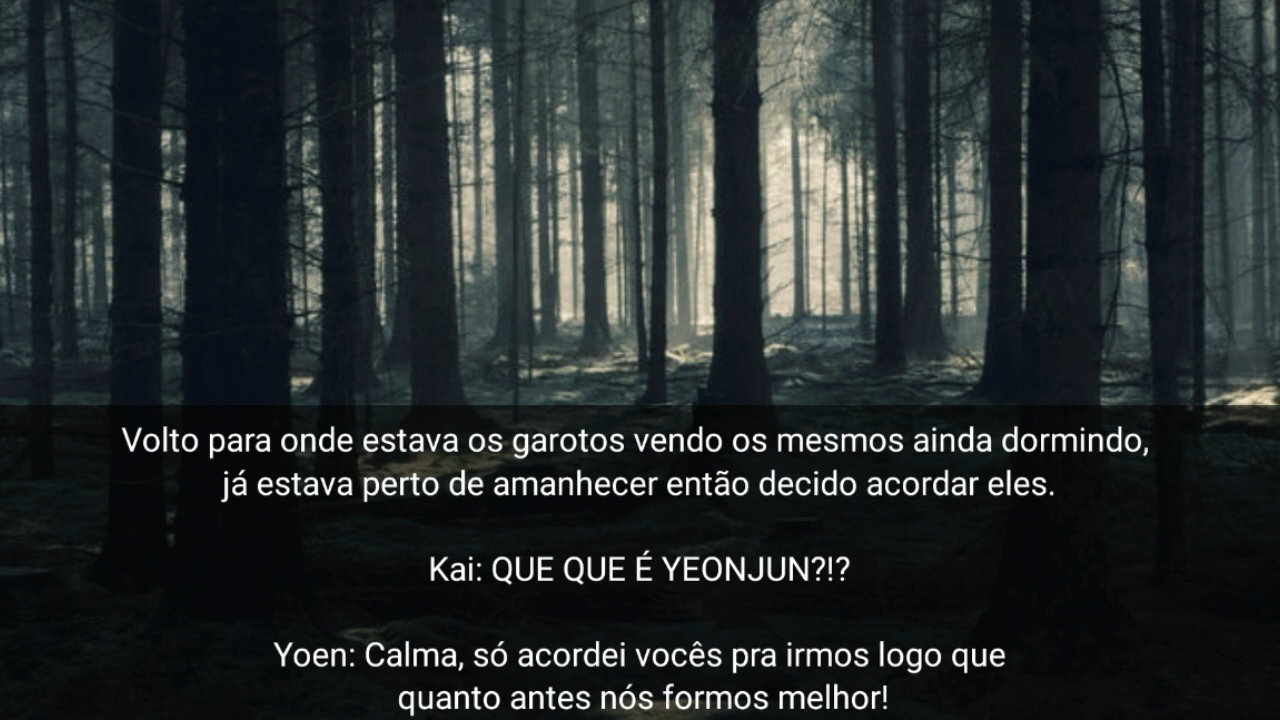 Volto para onde estava os garotos vendo os mesmos ainda dormindo,
já estava perto de amanhecer então decido acordar eles.
Kai: QUE QUE É YEONJUN?!?
Yoen: Calma, só acordei vocês pra irmos logo que
quanto antes nós formos melhor!